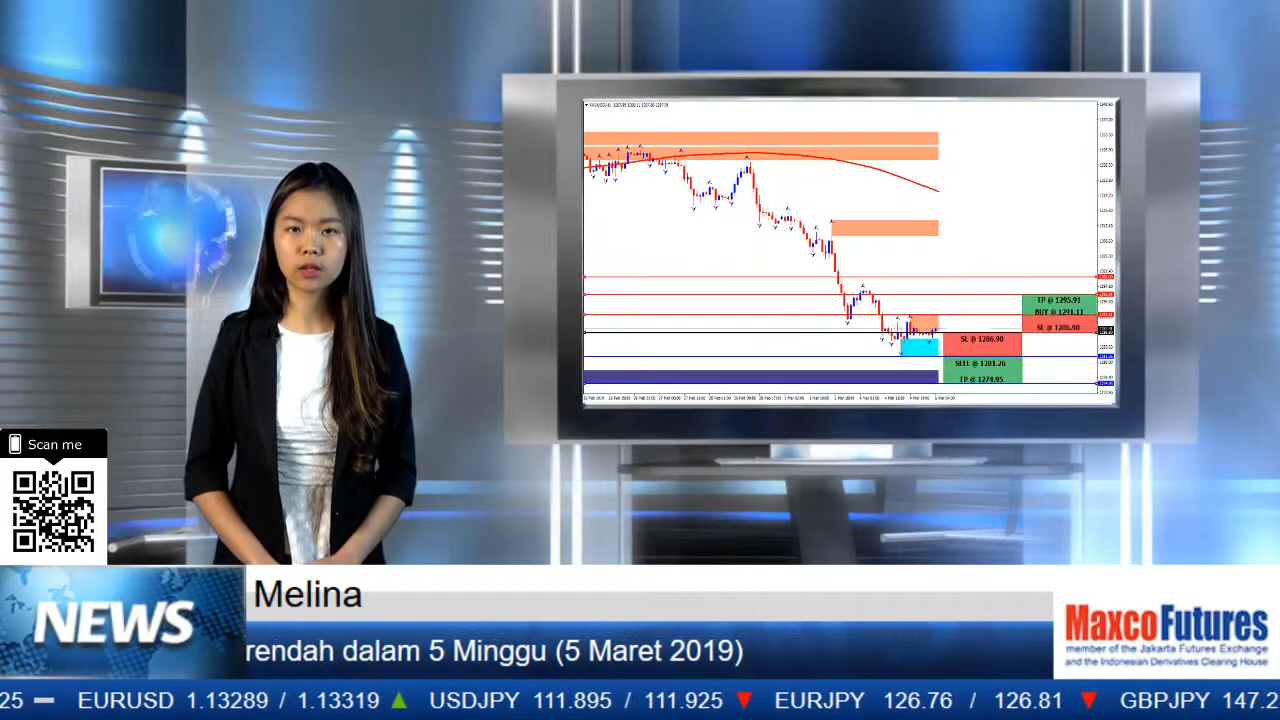 TP @ 1295.91
BUY @ 1291.11
SL @ 1286.90
SL @ 1286.90
SELL @ 1281.26
TP @ 1274.95
Scan me
Melina
NEWS
rendah dalam 5 Minggu (5 Maret 2019)
MaxcoFutures
member of the Jakarta Futures Exchange
and the Indonesian Derivatives Clearing House
25 EURUSD 1.13289 / 1.13319 USDJPY 111.895 / 111.925 EURJPY 126.76 / 126.81 GBPJPY 147.2